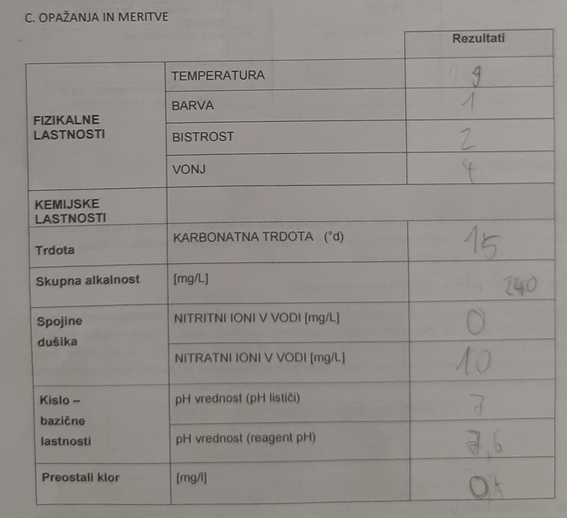 C. OPAŽANJA IN MERITVE
Rezultati
FIZIKALNE
LASTNOSTI
TEMPERATURA 9
BARVA 1
BISTROST 2
VONJ 4
KEMIJSKE
LASTNOSTI
Trdota KARBONATNA TRDOTA (°d) 15
Skupna alkalnost [mg/L] 240
Spojine
dušika
NITRITNI IONI V VODI [mg/L] 0
NITRATNI IONI V VODI [mg/L] 10
Kislo –
bazične
lastnosti
pH vrednost (pH lističi) 7
pH vrednost (reagent pH) 7,6
Preostali klor [mg/l]